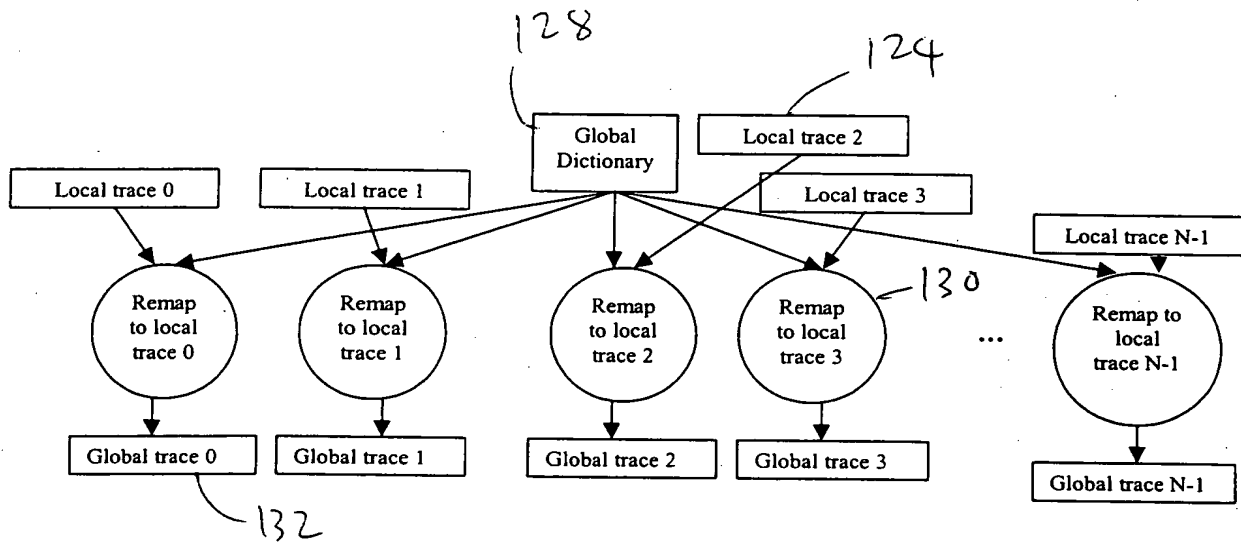 128
124
Global
Dictionary
Local trace 2
Local trace 0
Local trace 1
Local trace 3
Local trace N-1
130
Remap
to local
trace 0
Remap
to local
trace 1
Remap
to local
trace 2
Remap
to local
trace 3
...
Remap to
local
trace N-1
Global trace 0
Global trace 1
Global trace 2
Global trace 3
Global trace N-1
132